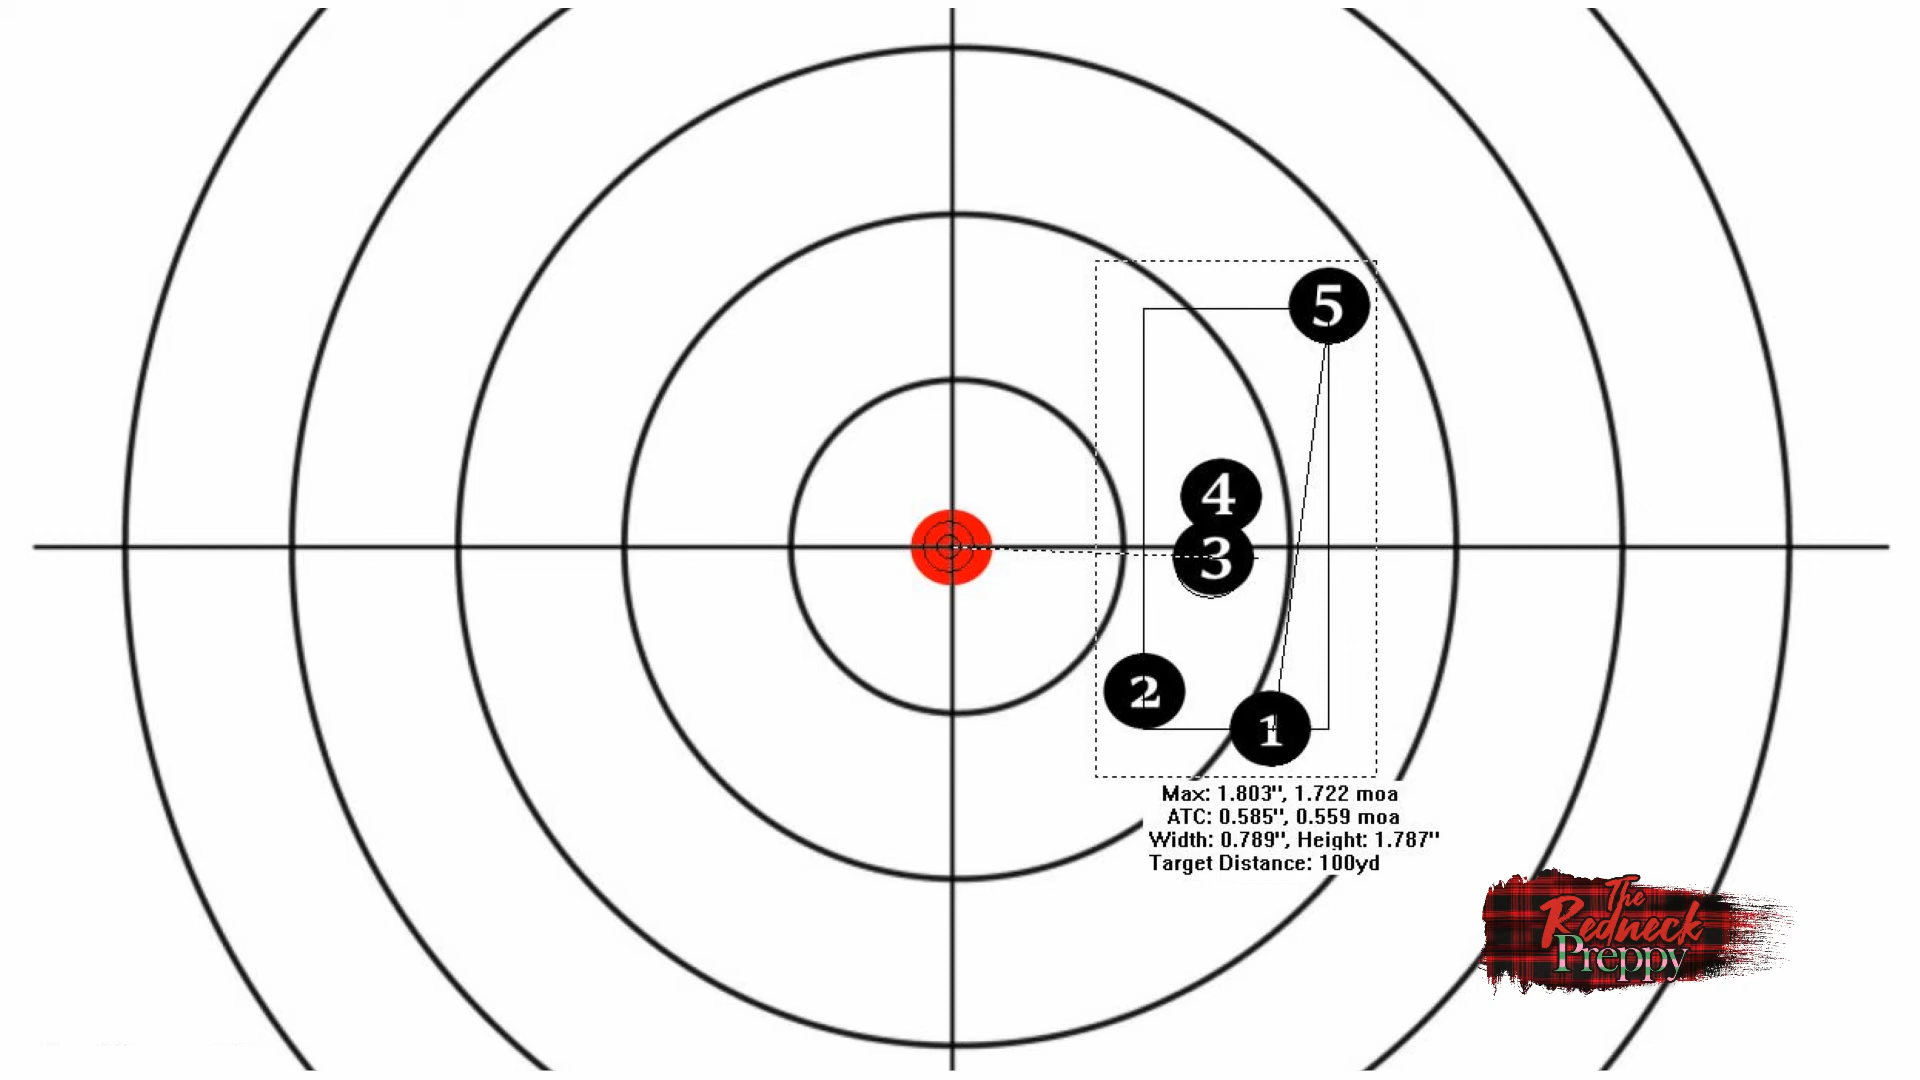 5
4
3
2
1
Max: 1.803", 1.722 moa
ATC: 0.585", 0.559 moa
Width: 0.789", Height: 1.787"
Target Distance: 100yd
The
Redneck
Preppy